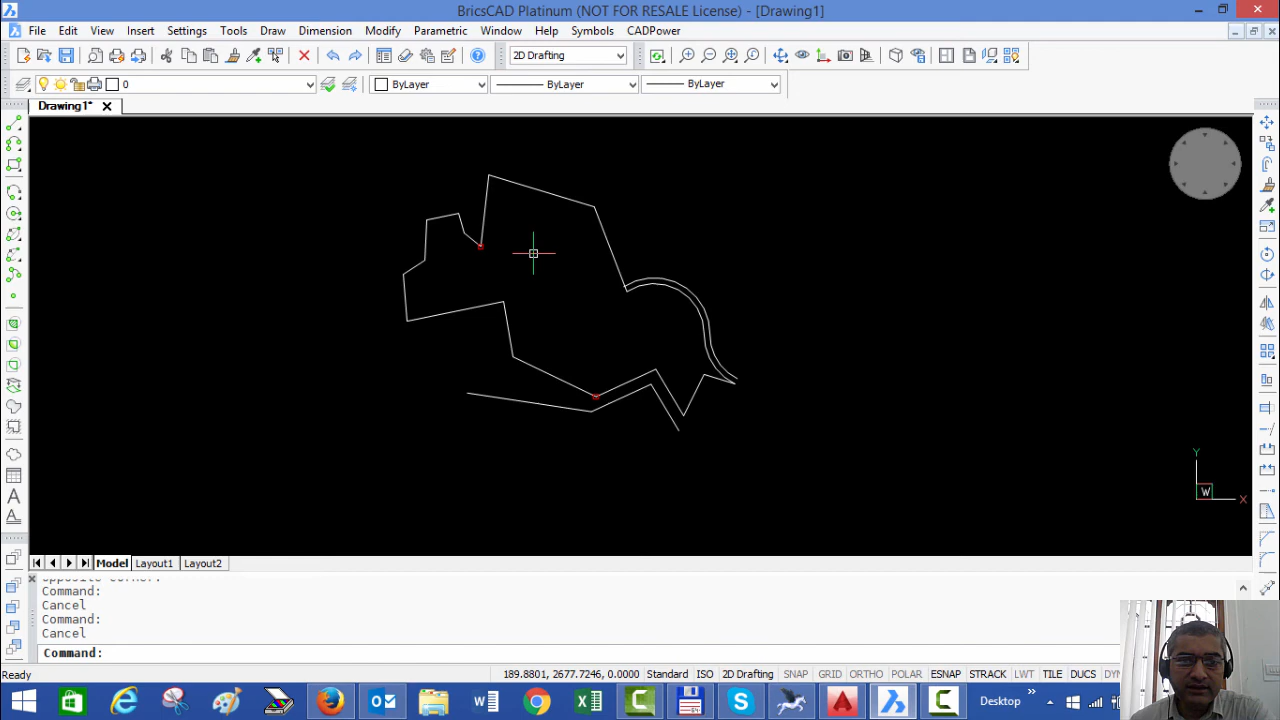 BricsCAD Platinum (NOT FOR RESALE License) - [Drawing1]
File Edit View Insert Settings Tools Draw Dimension Modify Parametric Window Help Symbols CADPower
2D Drafting
0 ByLayer ByLayer ByLayer
Drawing1*
Y
W X
Model Layout1 Layout2
Command:
Cancel
Command:
Cancel
Command:
Ready 189.8801, 2677.7246, 0.0000 Standard ISO 2D Drafting SNAP GRID ORTHO POLAR ESNAP STRACK LWT TILE DUCS
Desktop